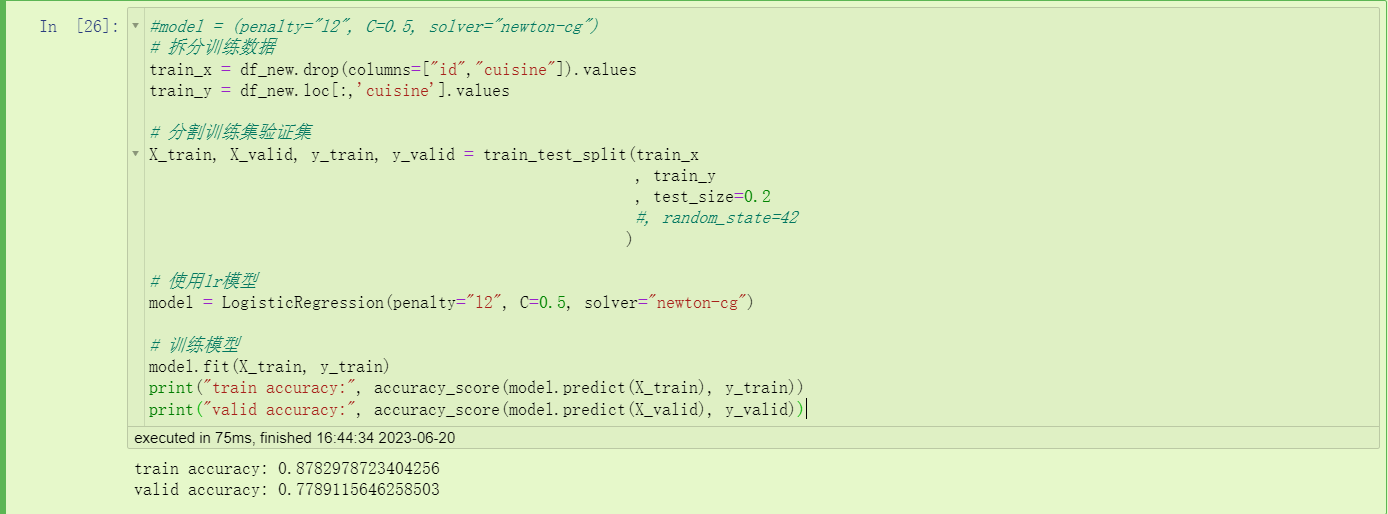 In [26]:
#model = (penalty="l2", C=0.5, solver="newton-cg")
# 拆分训练数据
train_x = df_new.drop(columns=["id","cuisine"]).values
train_y = df_new.loc[:,'cuisine'].values
# 分割训练集验证集
X_train, X_valid, y_train, y_valid = train_test_split(train_x
, train_y
, test_size=0.2
#, random_state=42
)
# 使用lr模型
model = LogisticRegression(penalty="l2", C=0.5, solver="newton-cg")
# 训练模型
model.fit(X_train, y_train)
print("train accuracy:", accuracy_score(model.predict(X_train), y_train))
print("valid accuracy:", accuracy_score(model.predict(X_valid), y_valid))
executed in 75ms, finished 16:44:34 2023-06-20
train accuracy: 0.8782978723404256
valid accuracy: 0.7789115646258503